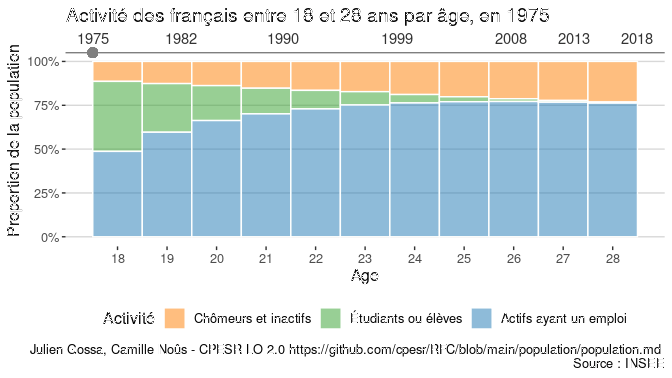 Activité des français entre 18 et 28 ans par âge, en 1975
1975 1982 1990 1999 2008 2013 2018
100%
75%
50%
25%
0%
Proportion de la population
18 19 20 21 22 23 24 25 26 27 28
Age
Activité Chômeurs et inactifs Étudiants ou élèves Actifs ayant un emploi
Julien Gossa, Camille Noûs - CPESR LO 2.0 https://github.com/cpesr/RFC/blob/main/population/population.md
Source : INSEE